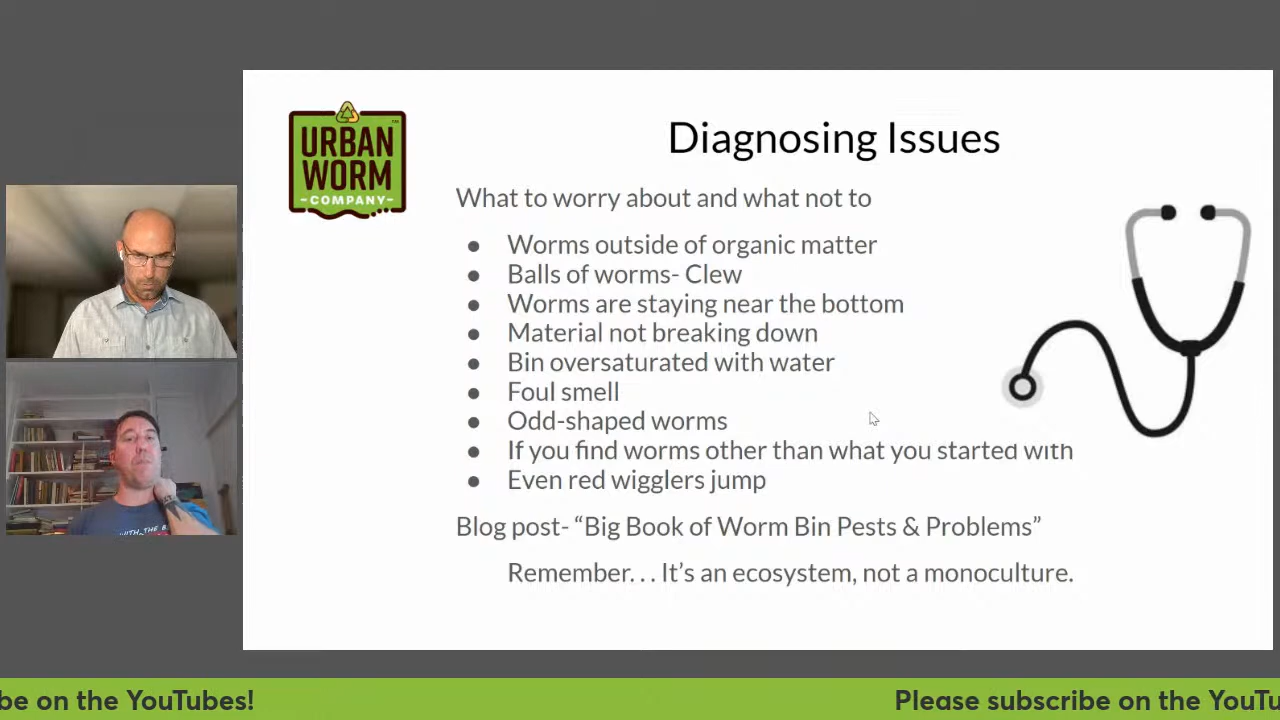 URBAN
WORM
-COMPANY-
™
Diagnosing Issues
What to worry about and what not to
● Worms outside of organic matter
● Balls of worms- Clew
● Worms are staying near the bottom
● Material not breaking down
● Bin oversaturated with water
● Foul smell
● Odd-shaped worms
● If you find worms other than what you started with
● Even red wigglers jump
Blog post- “Big Book of Worm Bin Pests & Problems”
Remember. . . It’s an ecosystem, not a monoculture.
WITH THE B
be on the YouTubes!
Please subscribe on the YouTu